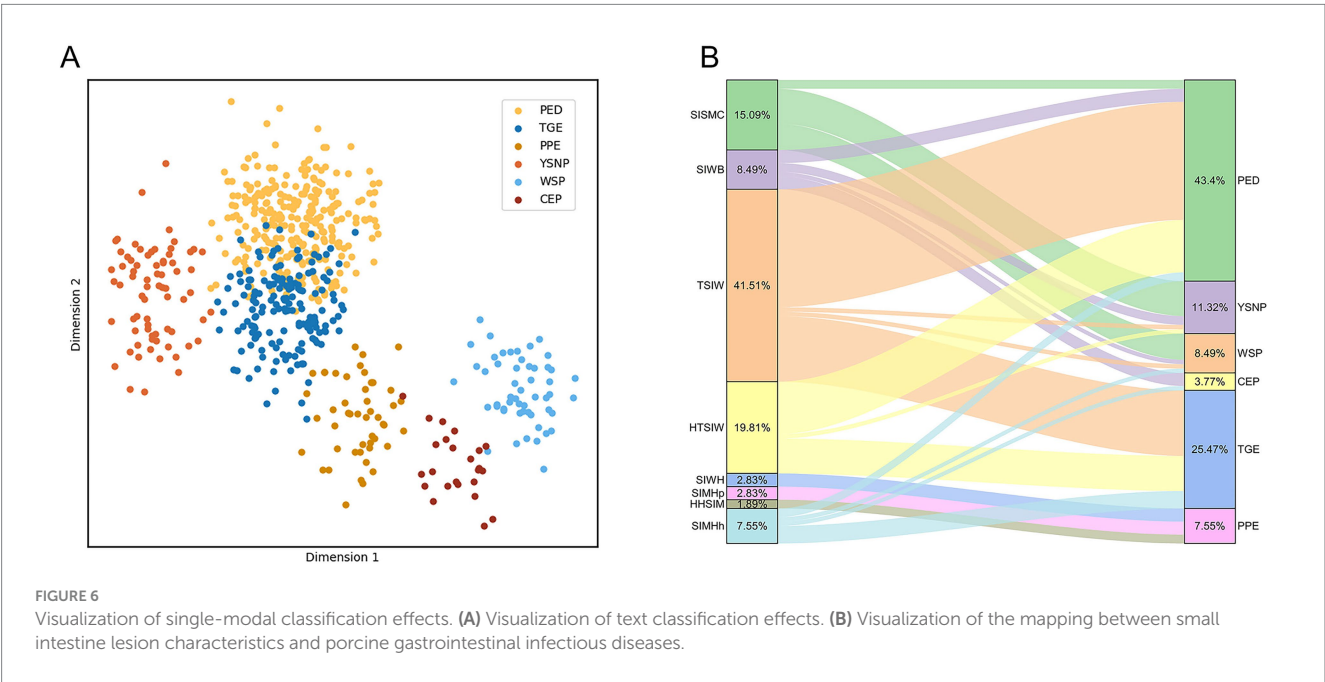 A
PED
TGE
PPE
YSNP
WSP
CEP
Dimension 2
Dimension 1
B
SISMC
15.09%
SIWB
8.49%
TSIW
41.51%
HTSIW
19.81%
SIWH
2.83%
SIMHp
2.83%
HHSIM
1.89%
SIMHh
7.55%
43.4%
PED
11.32%
YSNP
8.49%
WSP
3.77%
CEP
25.47%
TGE
7.55%
PPE
FIGURE 6
Visualization of single-modal classification effects. (A) Visualization of text classification effects. (B) Visualization of the mapping between small
intestine lesion characteristics and porcine gastrointestinal infectious diseases.